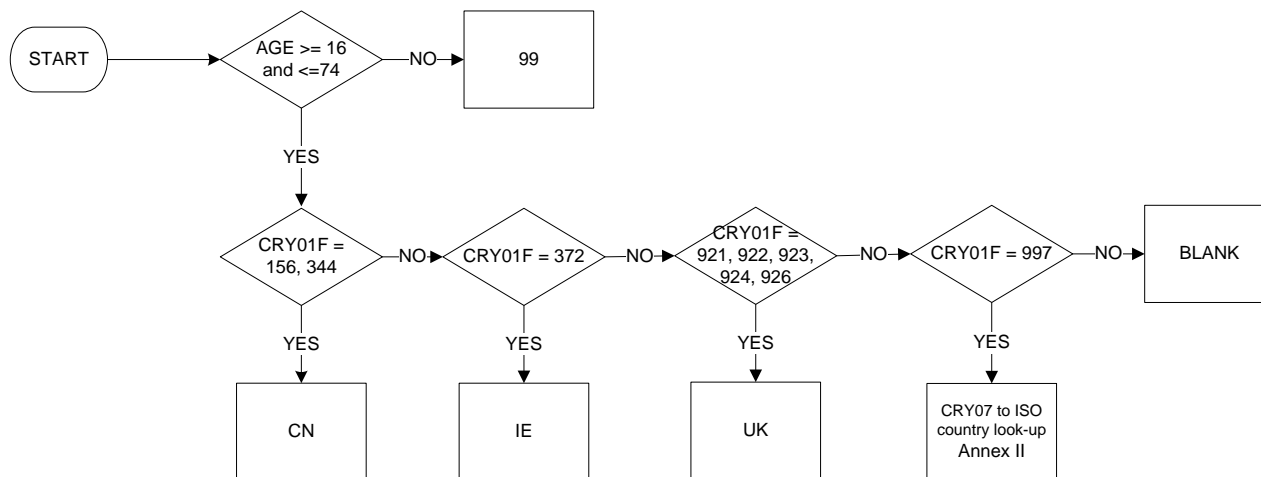 START
AGE >= 16
and <=74
NO
99
YES
CRY01F =
156, 344
NO
CRY01F = 372
NO
CRY01F =
921, 922, 923,
924, 926
NO
CRY01F = 997
NO
BLANK
YES
YES
YES
YES
CN
IE
UK
CRY07 to ISO
country look-up
Annex II